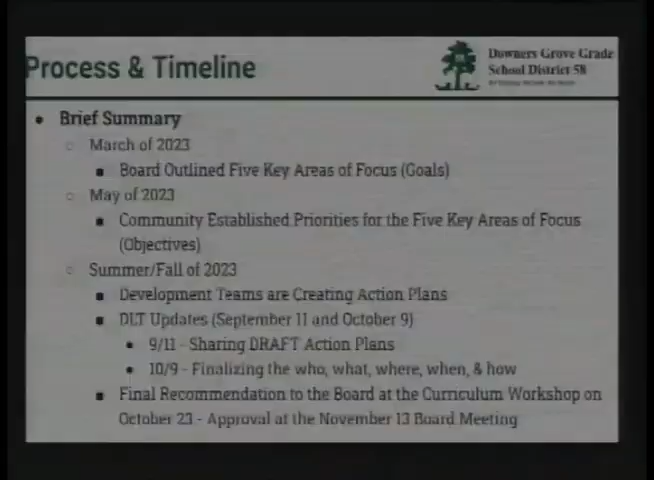 Process & Timeline
Downers Grove Grade
School District 58
Brief Summary
March of 2023
Board Outlined Five Key Areas of Focus (Goals)
May of 2023
Community Established Priorities for the Five Key Areas of Focus
(Objectives)
Summer/Fall of 2023
Development Teams are Creating Action Plans
DLT Updates (September 11 and October 9)
9/11 - Sharing DRAFT Action Plans
10/9 - Finalizing the who, what, where, when, & how
Final Recommendation to the Board at the Curriculum Workshop on
October 23 - Approval at the November 13 Board Meeting